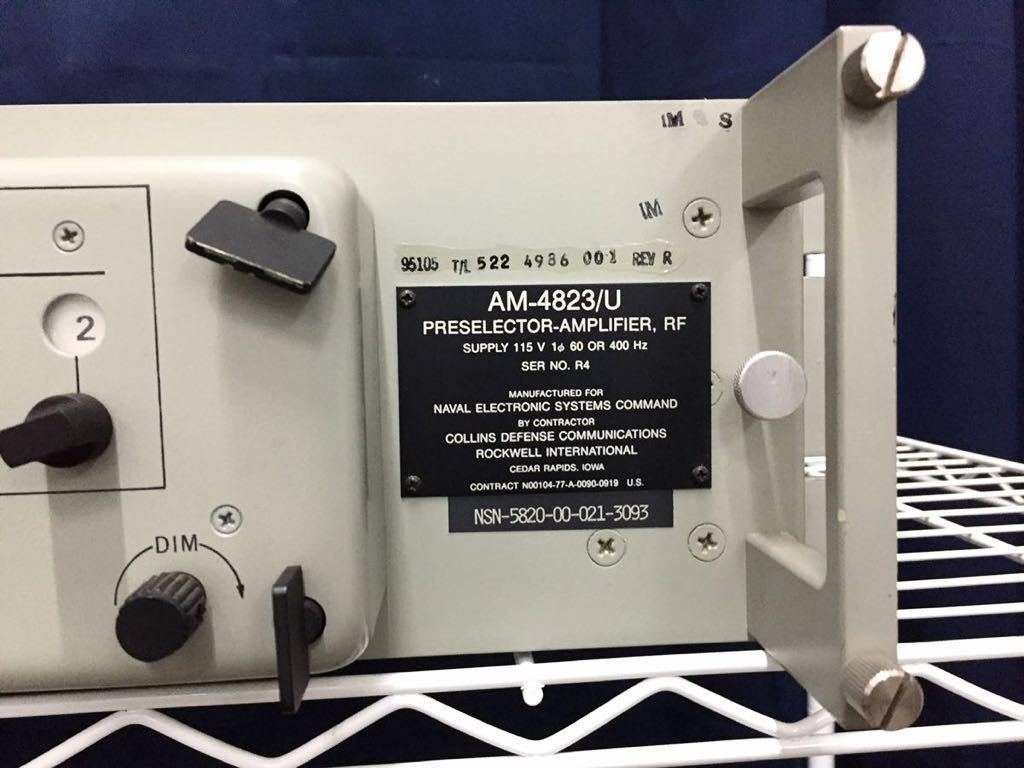 IM S
IM
95105 T/L 522 4986 001 REV R
AM-4823/U
PRESELECTOR-AMPLIFIER, RF
SUPPLY 115 V 1ϕ 60 OR 400 Hz
SER NO. R4
MANUFACTURED FOR
NAVAL ELECTRONIC SYSTEMS COMMAND
BY CONTRACTOR
COLLINS DEFENSE COMMUNICATIONS
ROCKWELL INTERNATIONAL
CEDAR RAPIDS, IOWA
CONTRACT N00104-77-A-0090-0919 U.S.
NSN-5820-00-021-3093
2
DIM